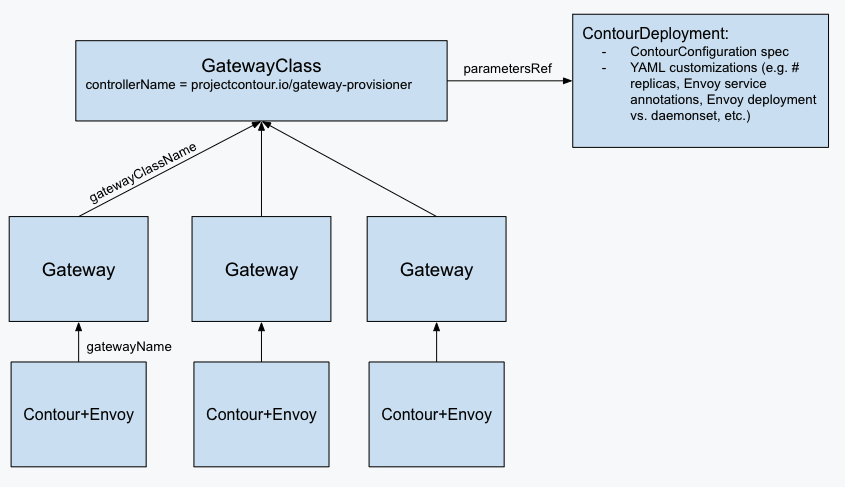 GatewayClass
controllerName = projectcontour.io/gateway-provisioner
parametersRef
ContourDeployment:
- ContourConfiguration spec
- YAML customizations (e.g. #
replicas, Envoy service
annotations, Envoy deployment
vs. daemonset, etc.)
gatewayClassName
Gateway
Gateway
Gateway
gatewayName
Contour+Envoy
Contour+Envoy
Contour+Envoy